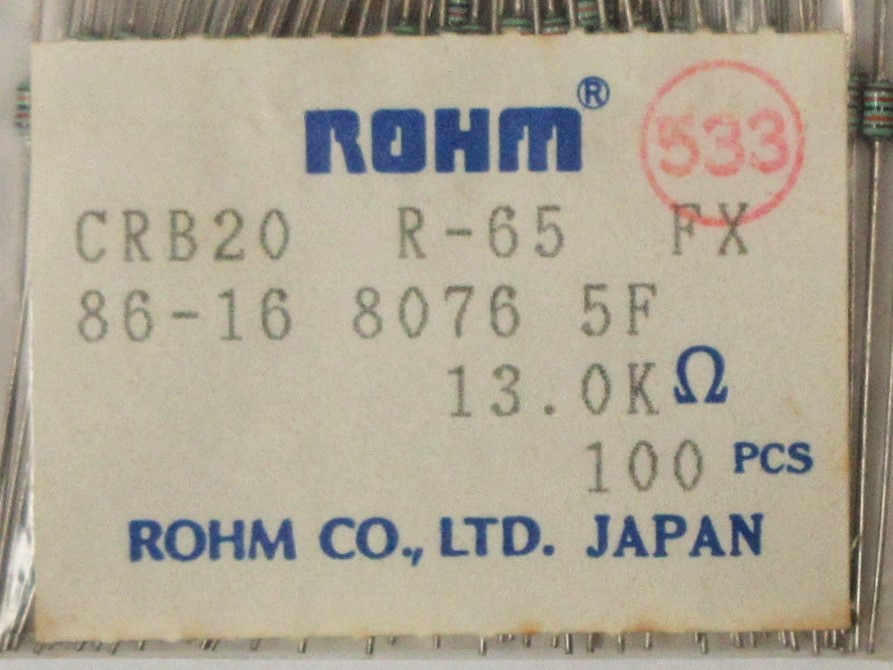 ROHM®
533
CRB20 R-65 FX
86-16 8076 5F
13.0KΩ
100 PCS
ROHM CO., LTD. JAPAN